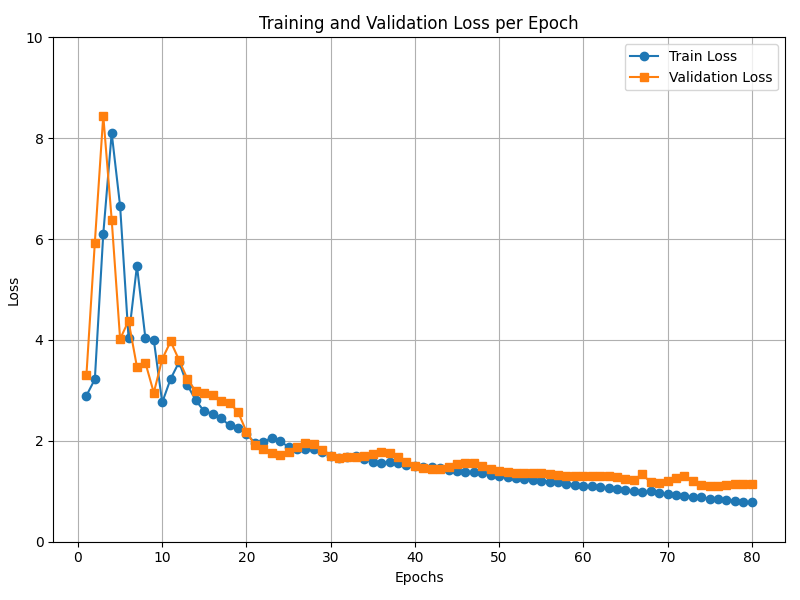 Training and Validation Loss per Epoch
10
8
6
4
2
0
Loss
Train Loss
Validation Loss
0 10 20 30 40 50 60 70 80
Epochs